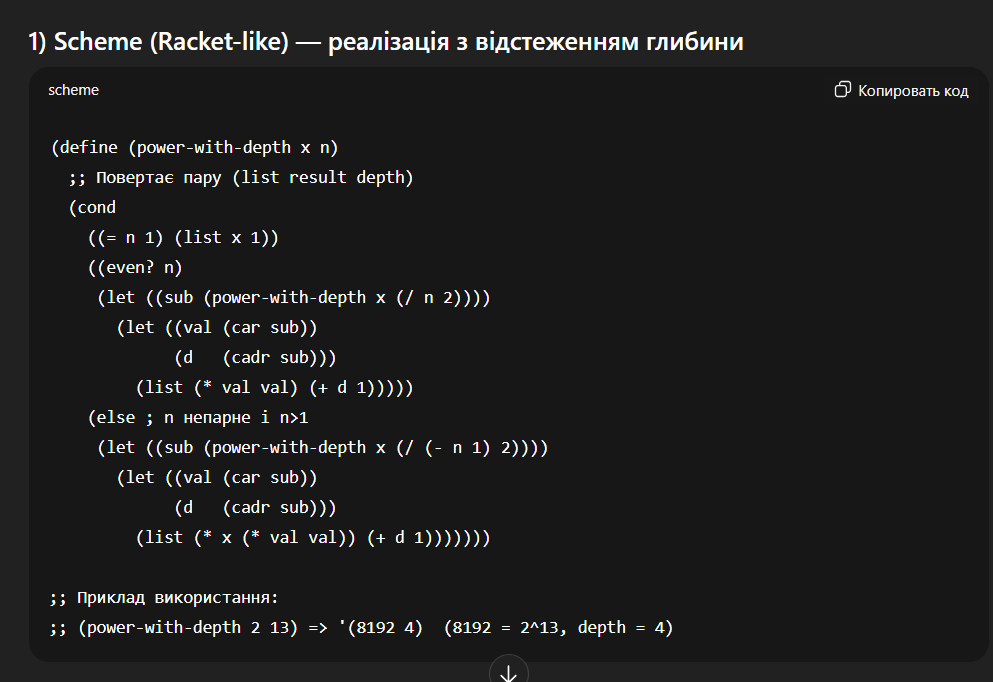 1) Scheme (Racket-like) — реалізація з відстеженням глибини
scheme
Копировать код
(define (power-with-depth x n)
  ;; Повертає пару (list result depth)
  (cond
    ((= n 1) (list x 1))
    ((even? n)
     (let ((sub (power-with-depth x (/ n 2))))
       (let ((val (car sub))
             (d   (cadr sub)))
         (list (* val val) (+ d 1)))))
    (else ; n непарне і n>1
     (let ((sub (power-with-depth x (/ (- n 1) 2))))
       (let ((val (car sub))
             (d   (cadr sub)))
         (list (* x (* val val)) (+ d 1)))))))
;; Приклад використання:
;; (power-with-depth 2 13) => '(8192 4)  (8192 = 2^13, depth = 4)